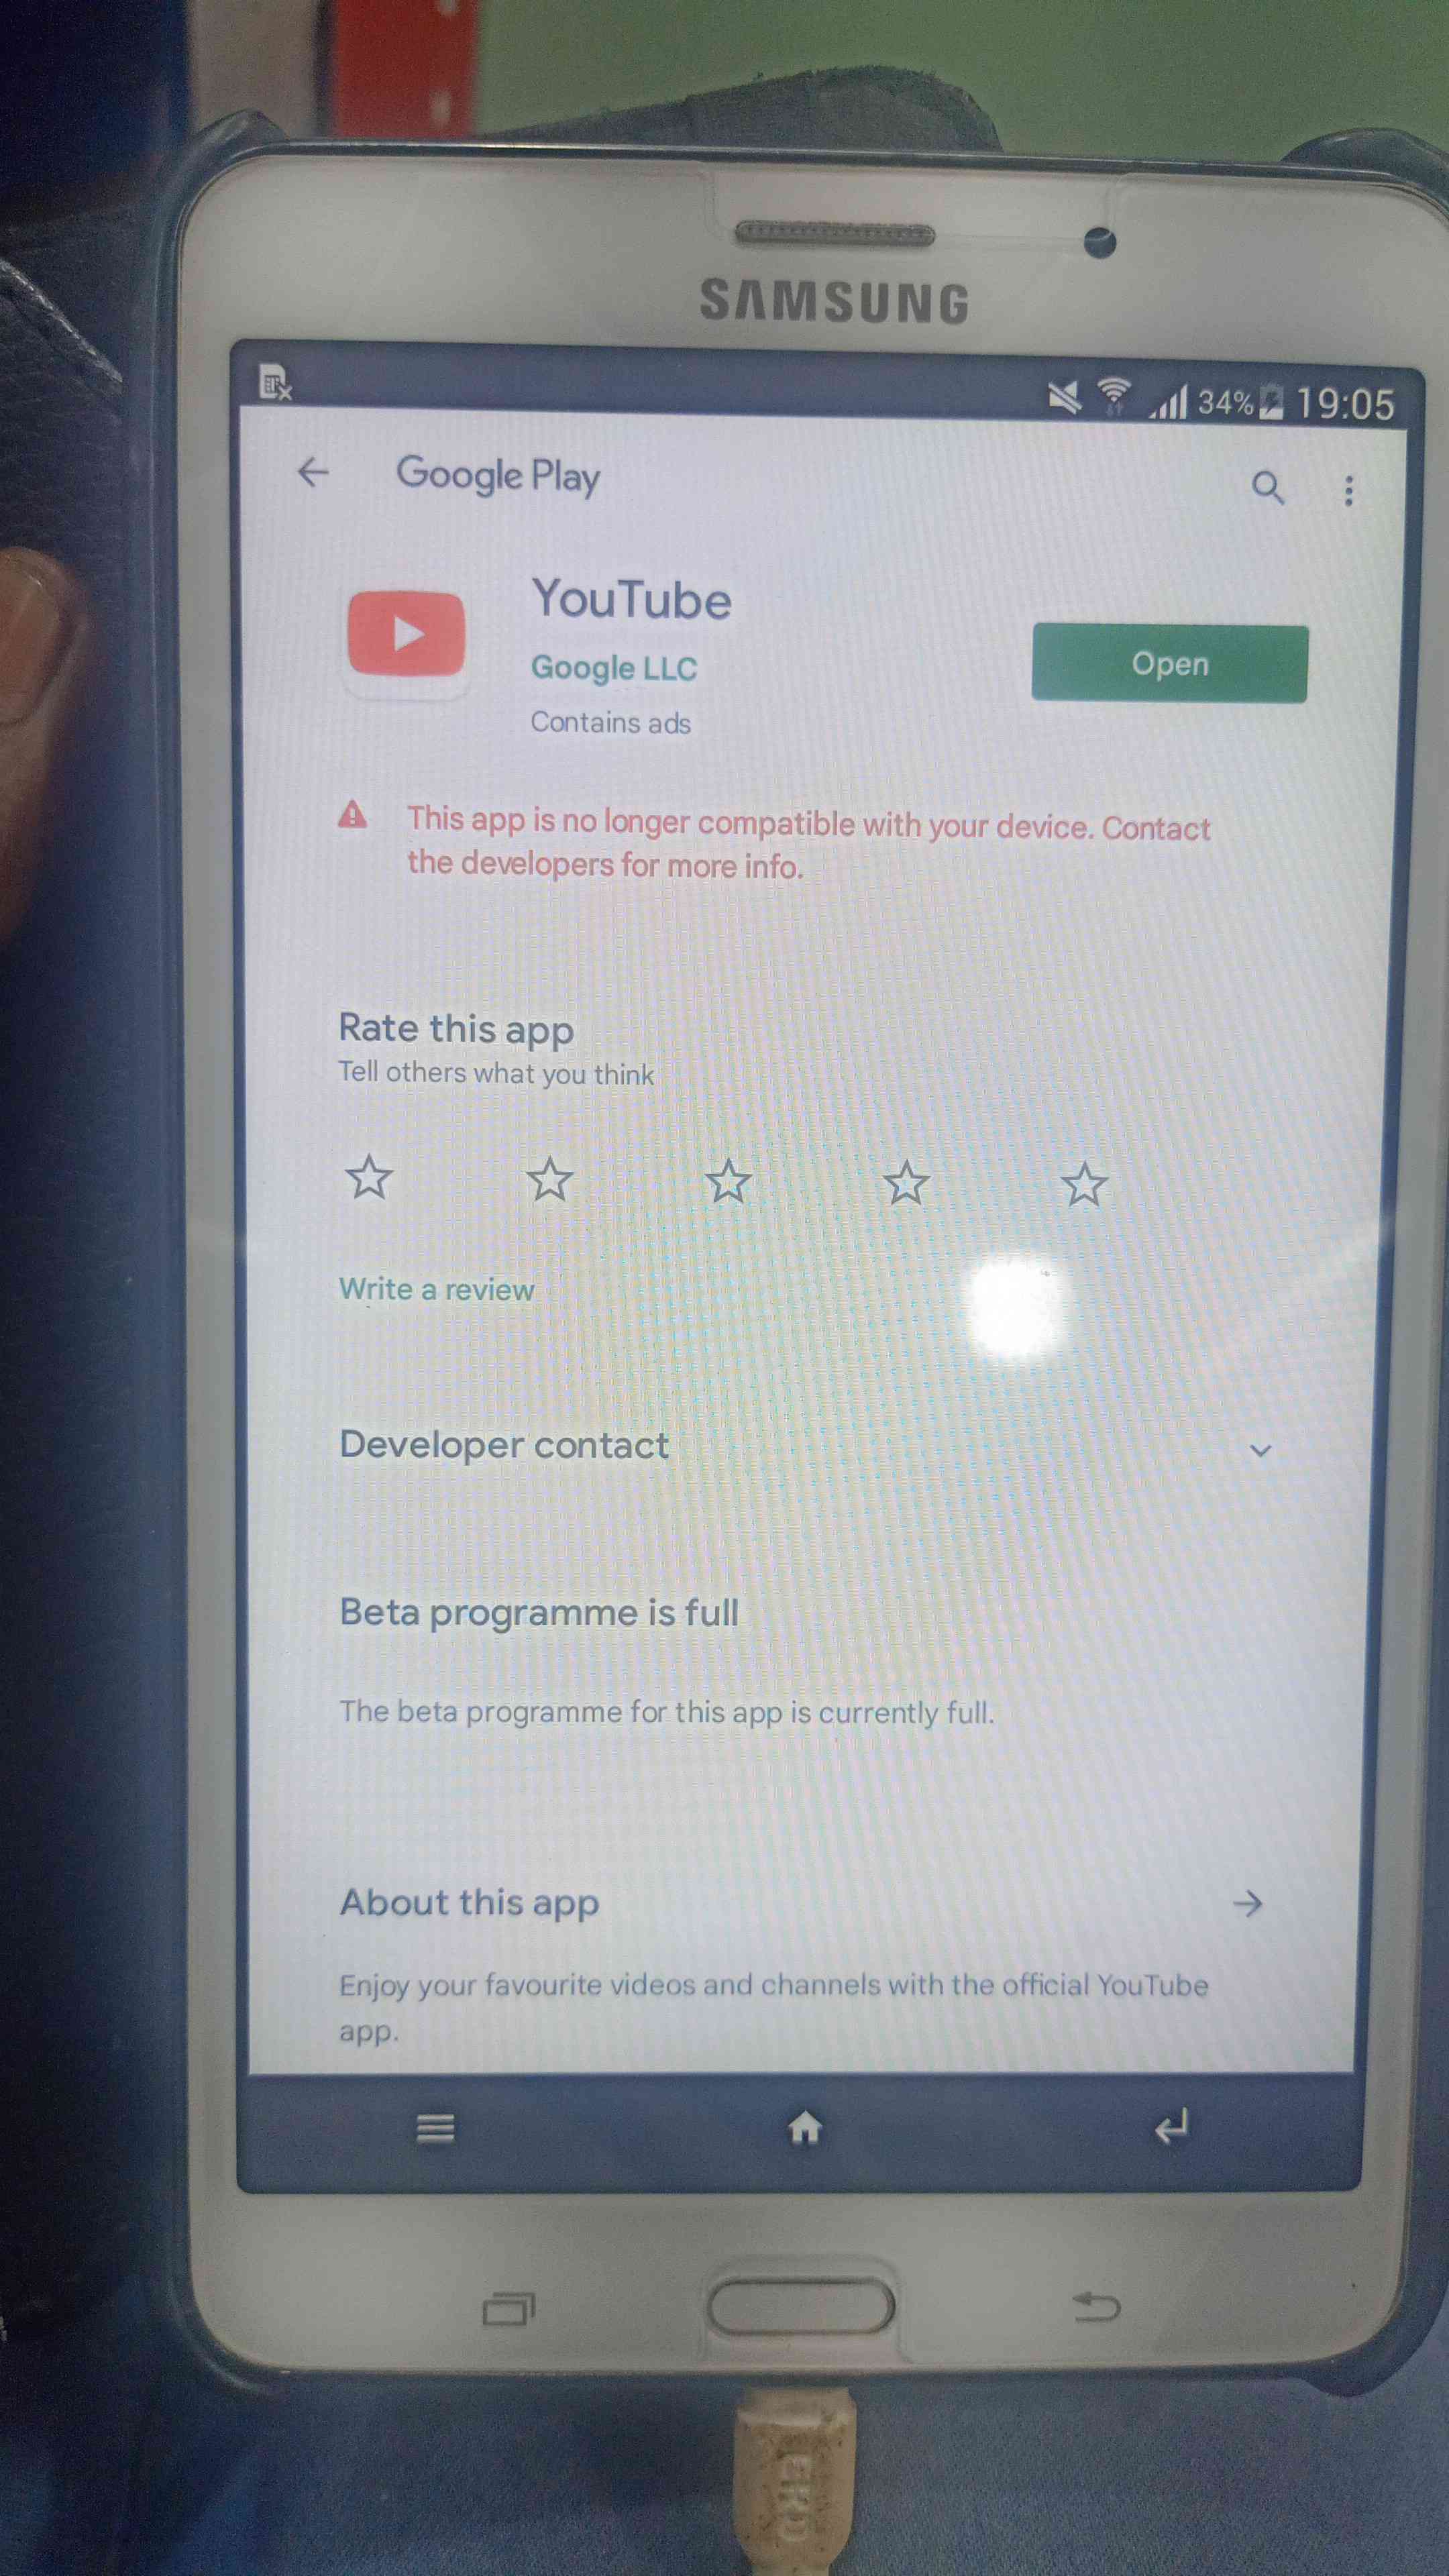 SAMSUNG
34% 19:05
Google Play
YouTube
Google LLC
Open
Contains ads
This app is no longer compatible with your device. Contact
the developers for more info.
Rate this app
Tell others what you think
Write a review
Developer contact
Beta programme is full
The beta programme for this app is currently full.
About this app
Enjoy your favourite videos and channels with the official YouTube
app.
ERD